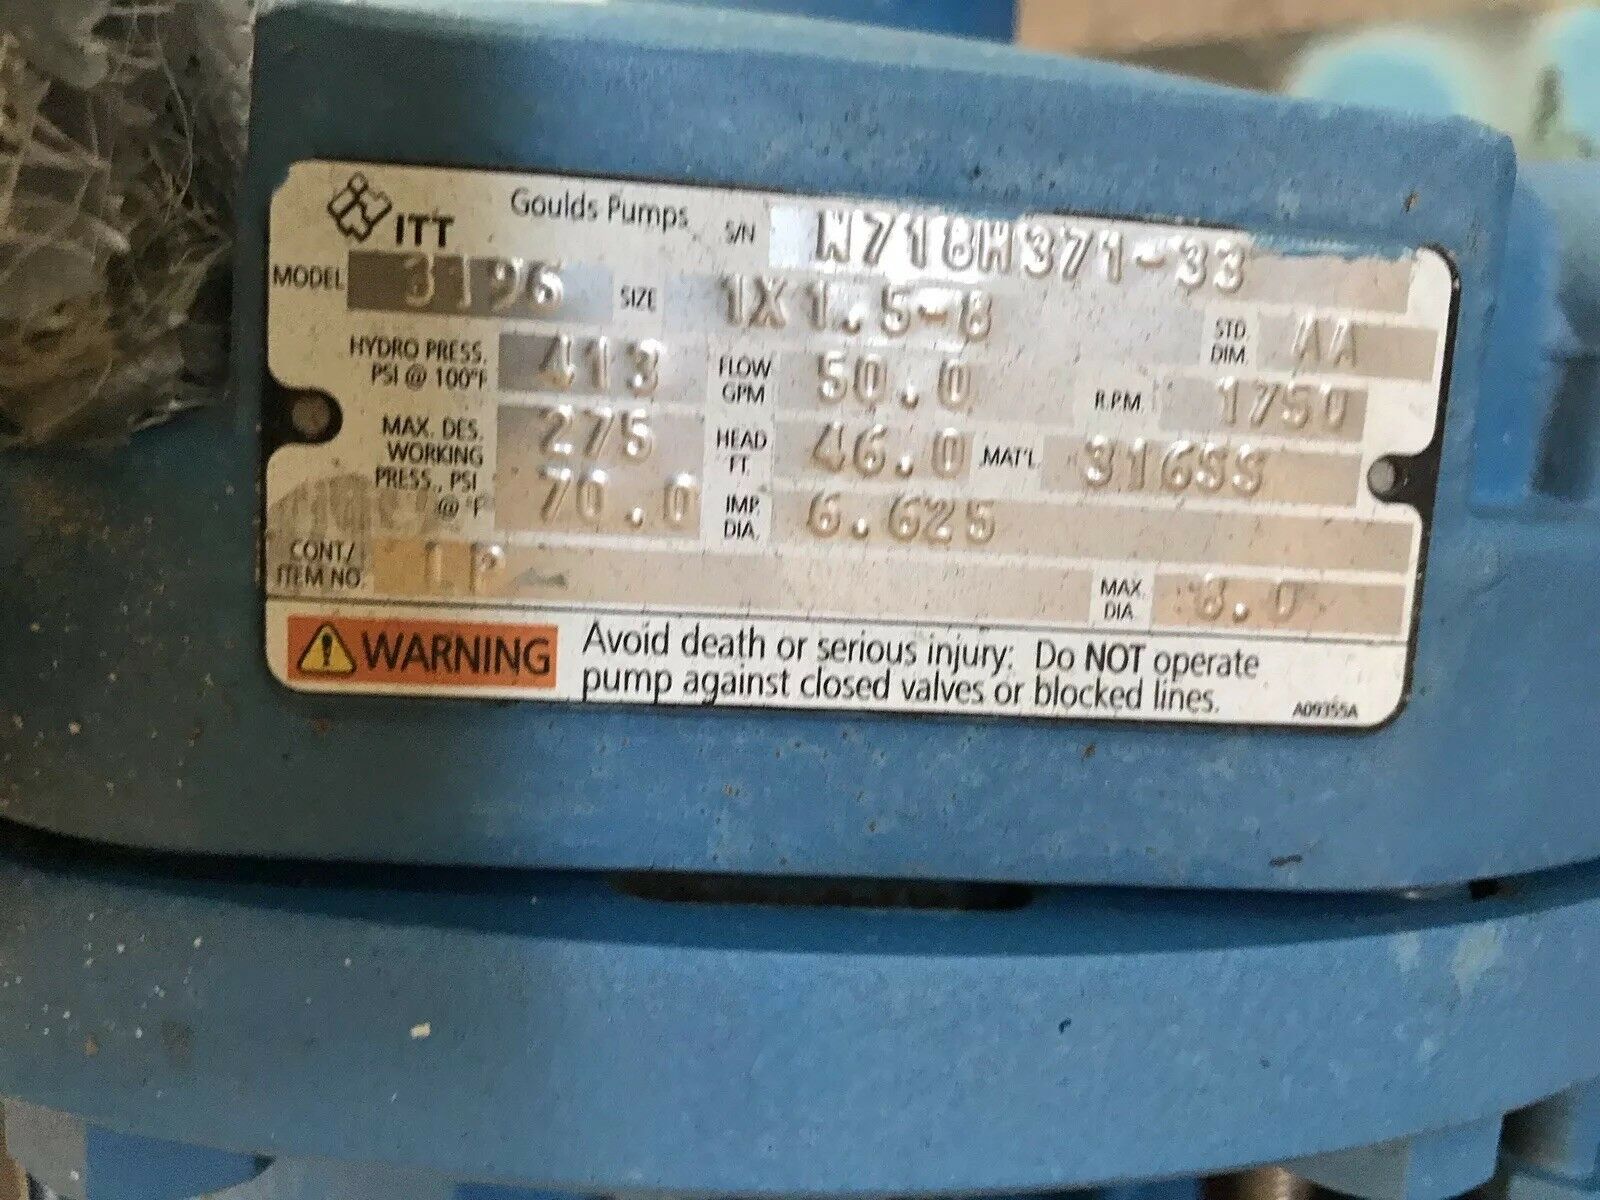 ITT Goulds Pumps S/N N718H371-33
MODEL 3196 SIZE 1X1.5-8 STD. DIM. AA
HYDRO PRESS. PSI @ 100°F 413 FLOW GPM 50.0 R.P.M. 1750
MAX. DES. WORKING PRESS., PSI @ °F 275 70.0 HEAD FT. 46.0 MAT'L. 316SS
IMP. DIA. 6.625
CONT./ ITEM NO. MAX. DIA. 8.0
WARNING Avoid death or serious injury: Do NOT operate
pump against closed valves or blocked lines.
A09355A